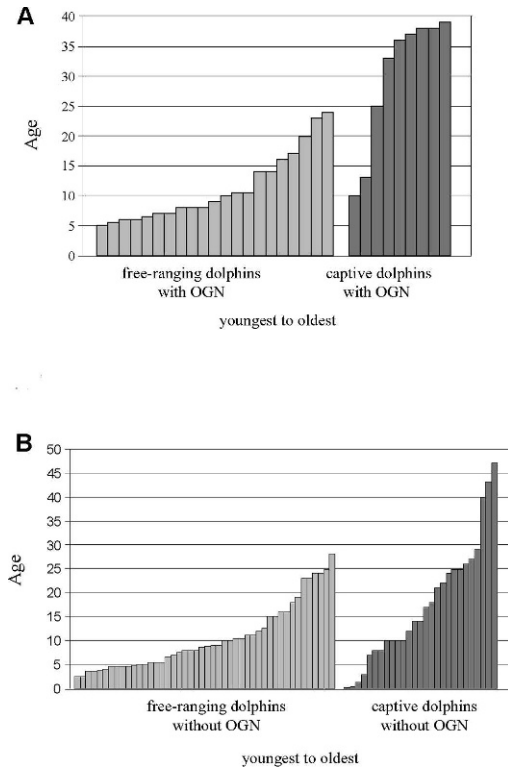 A
40
35
30
25
20
15
10
5
0
Age
free-ranging dolphins
with OGN
captive dolphins
with OGN
youngest to oldest
B
50
45
40
35
30
25
20
15
10
5
0
Age
free-ranging dolphins
without OGN
captive dolphins
without OGN
youngest to oldest